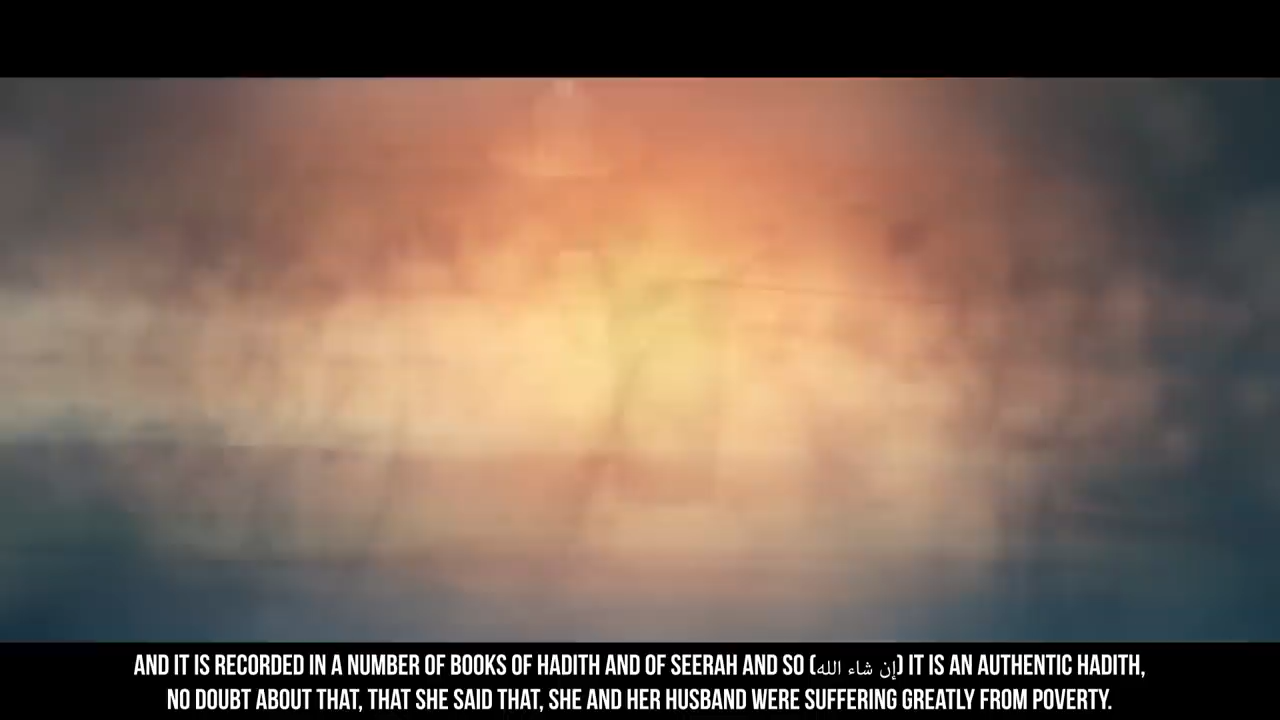 AND IT IS RECORDED IN A NUMBER OF BOOKS OF HADITH AND OF SEERAH AND SO (إن شاء الله) IT IS AN AUTHENTIC HADITH,
NO DOUBT ABOUT THAT, THAT SHE SAID THAT, SHE AND HER HUSBAND WERE SUFFERING GREATLY FROM POVERTY.